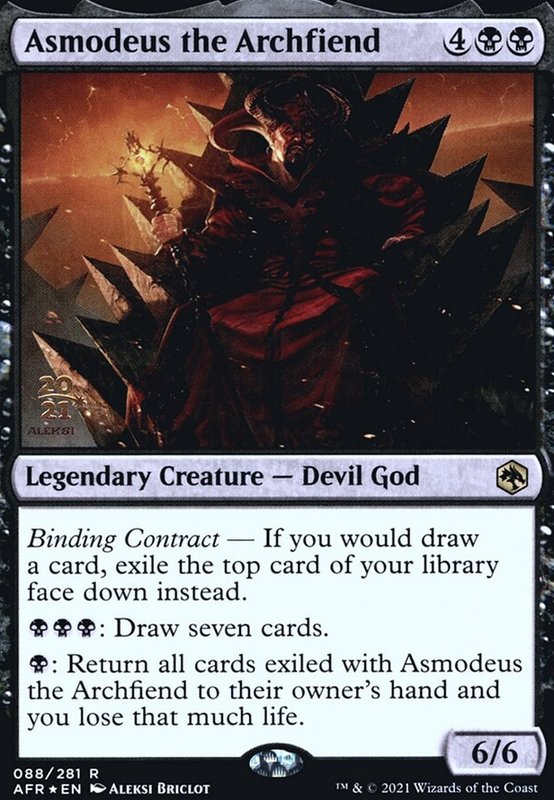 Asmodeus the Archfiend 4
20
21
ALEKSI
Legendary Creature — Devil God
Binding Contract — If you would draw
a card, exile the top card of your library
face down instead.
: Draw seven cards.
: Return all cards exiled with Asmodeus
the Archfiend to their owner's hand and
you lose that much life.
6/6
088/281 R
AFR ★ EN Aleksi Briclot
™ & © 2021 Wizards of the Coast